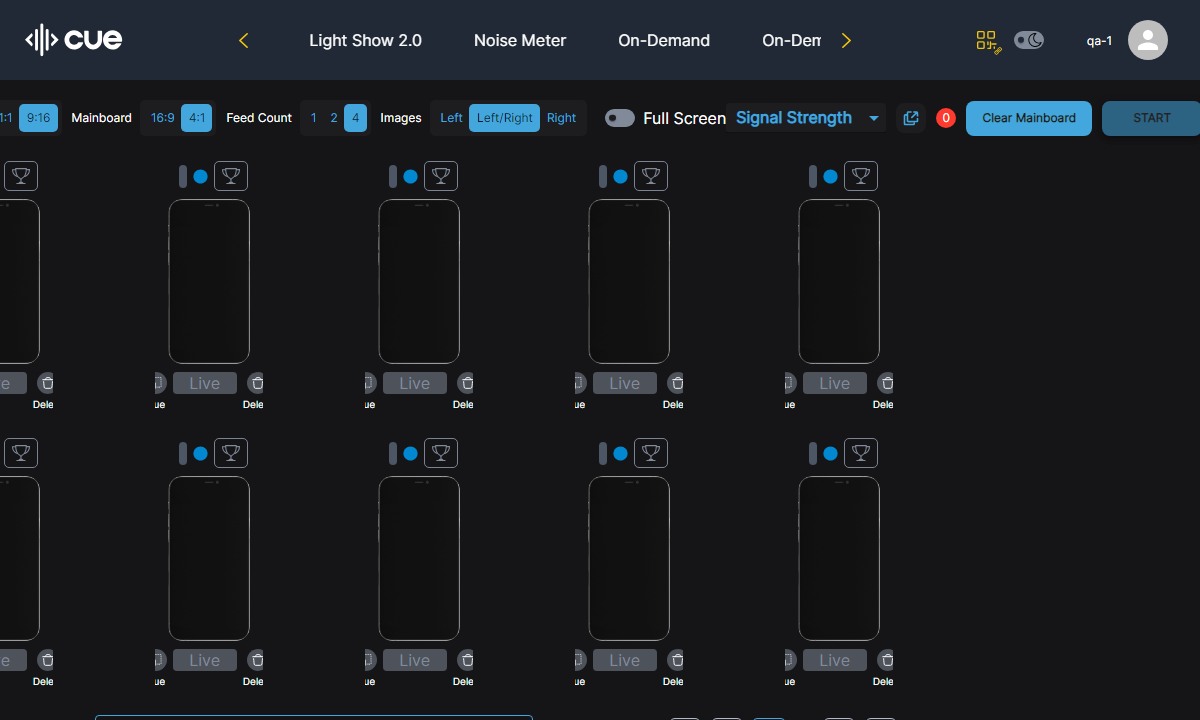 cue
Light Show 2.0
Noise Meter
On-Demand
On-Dem
qa-1
1:1 9:16
Mainboard
16:9 4:1
Feed Count
1 2 4
Images
Left Left/Right Right
Full Screen
Signal Strength
0
Clear Mainboard
START
e
Live
Live
Live
Live
Dele
ue Dele
ue Dele
ue Dele
ue Dele
e
Live
Live
Live
Live
Dele
ue Dele
ue Dele
ue Dele
ue Dele